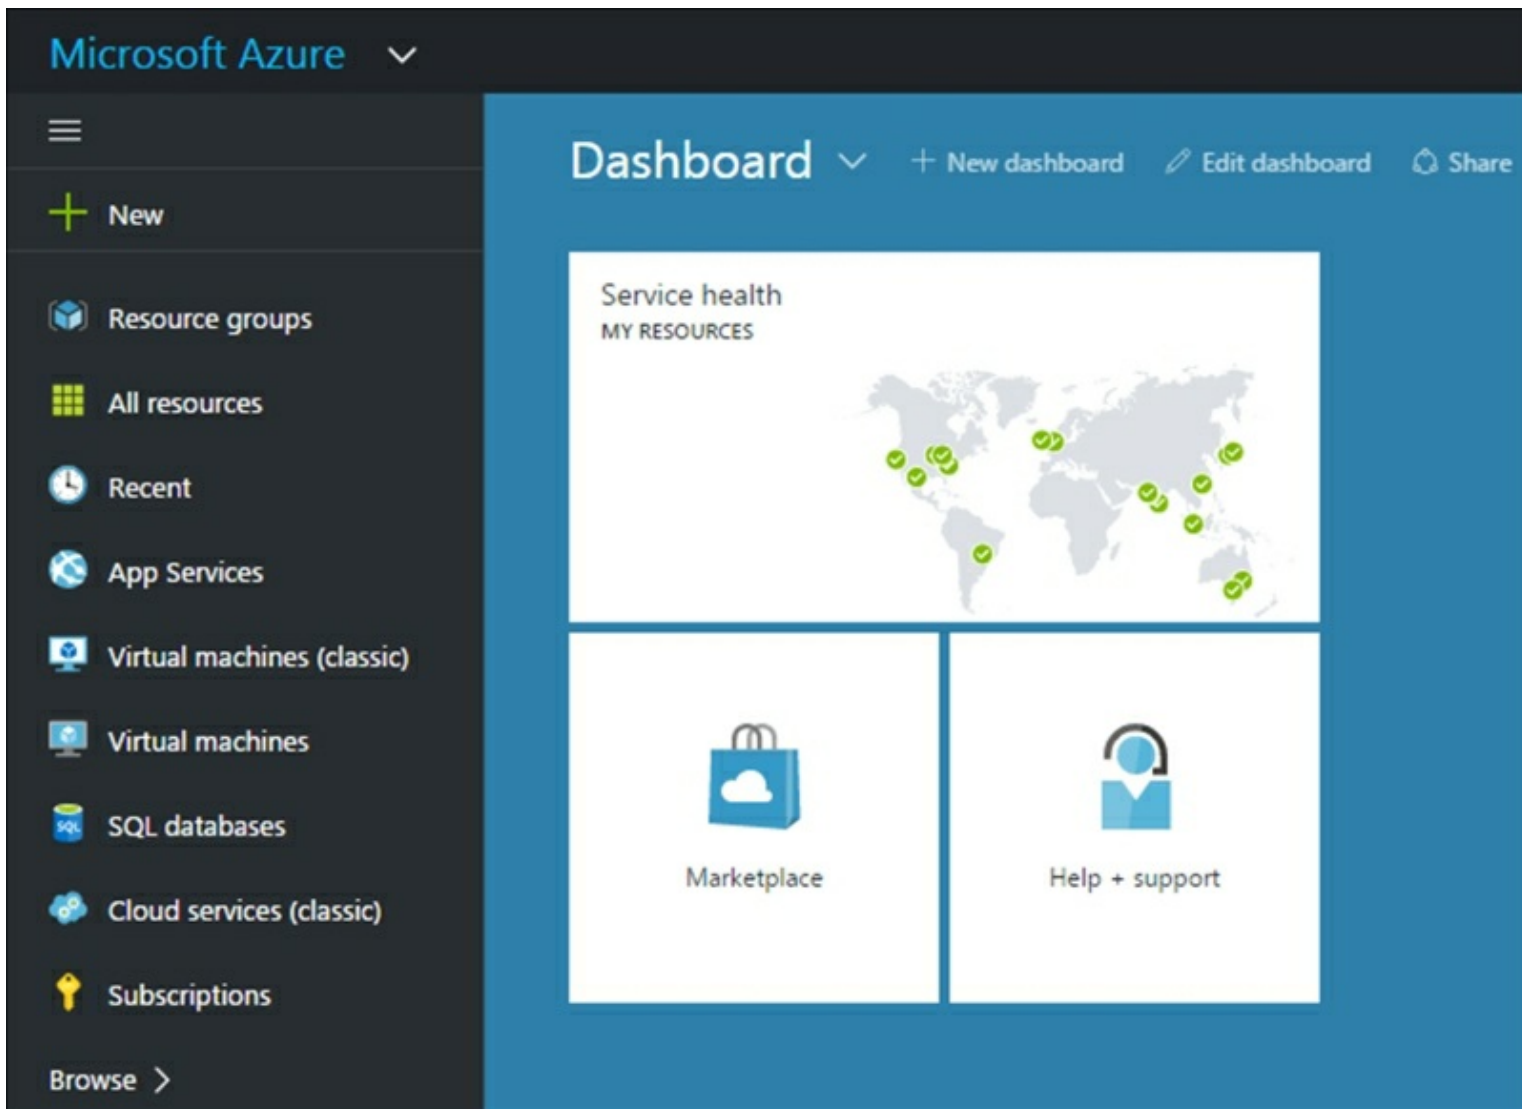 Microsoft Azure
Dashboard
New dashboard
Edit dashboard
Share
New
Resource groups
All resources
Recent
App Services
Virtual machines (classic)
Virtual machines
SQL databases
SQL
Cloud services (classic)
Subscriptions
Browse
Service health
MY RESOURCES
Marketplace
Help + support